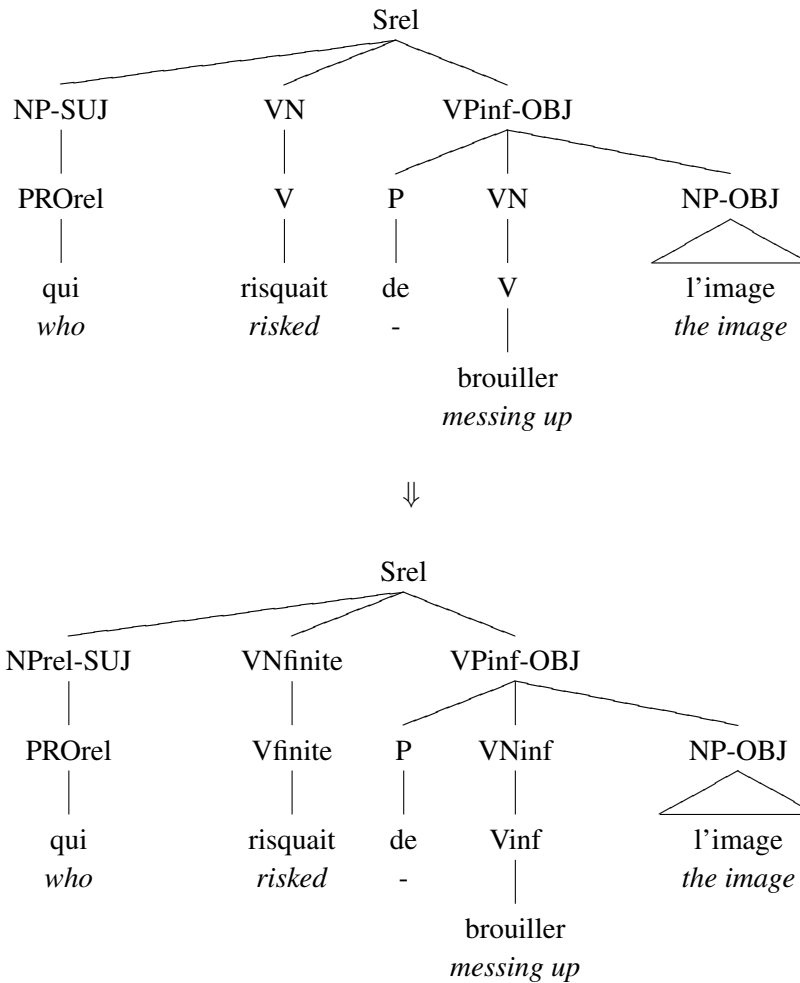 Srel
NP-SUJ VN VPinf-OBJ
PROrel V P VN NP-OBJ
qui risquait de V l'image
who risked - the image
brouiller
messing up
⇓
Srel
NPrel-SUJ VNfinite VPinf-OBJ
PROrel Vfinite P VNinf NP-OBJ
qui risquait de Vinf l'image
who risked - the image
brouiller
messing up